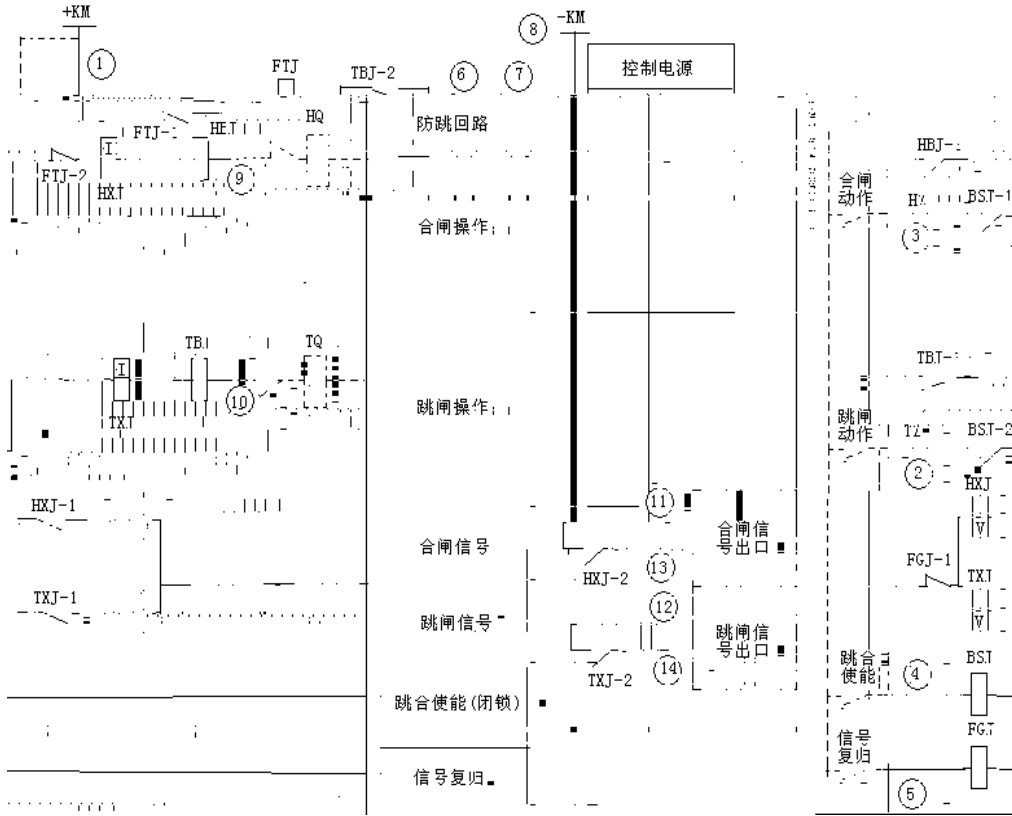 +KM
①
FTJ
TBJ-2
⑥
⑦
⑧
-KM
控制电源
防跳回路
FTJ-2
HXJ
⑨
HQ
合闸
动作
BSJ-1
③
合闸操作
TBJ
TQ
⑩
TXJ
跳闸操作
跳闸
动作
BSJ-2
②
HXJ
HXJ-1
合闸信号
⑪
合闸信
号出口
HXJ-2
⑬
FGJ-1
TXJ
TXJ-1
跳闸信号
⑫
跳闸信
号出口
TXJ-2
⑭
跳合
使能
④
BSJ
跳合使能(闭锁)
信号
复归
FGJ
信号复归
⑤